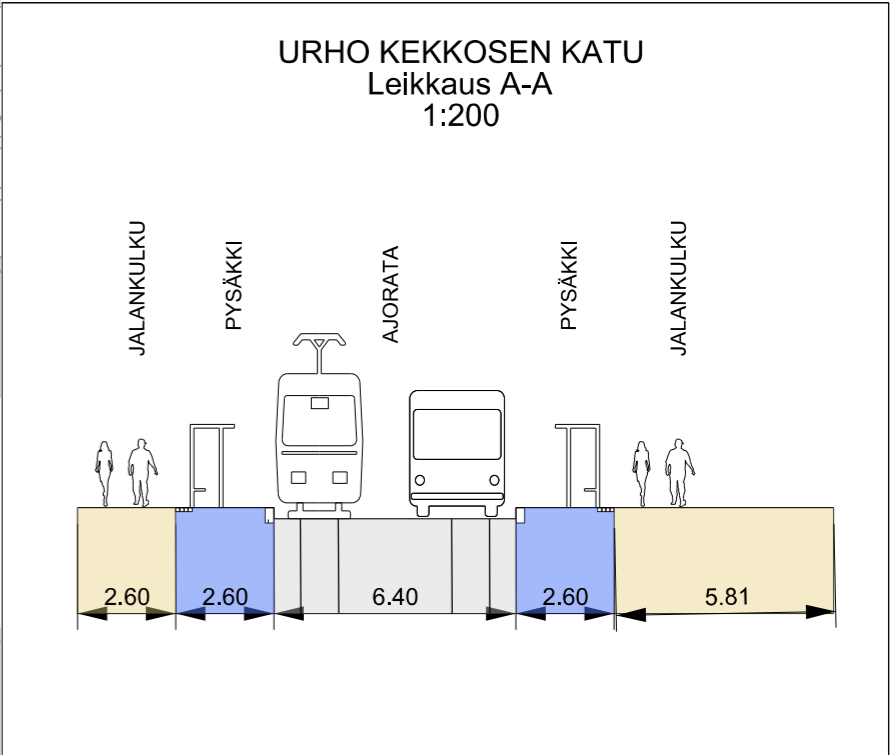 URHO KEKKOSEN KATU
Leikkaus A-A
1:200
JALANKULKU
PYSÄKKI
AJORATA
PYSÄKKI
JALANKULKU
2.60
2.60
6.40
2.60
5.81